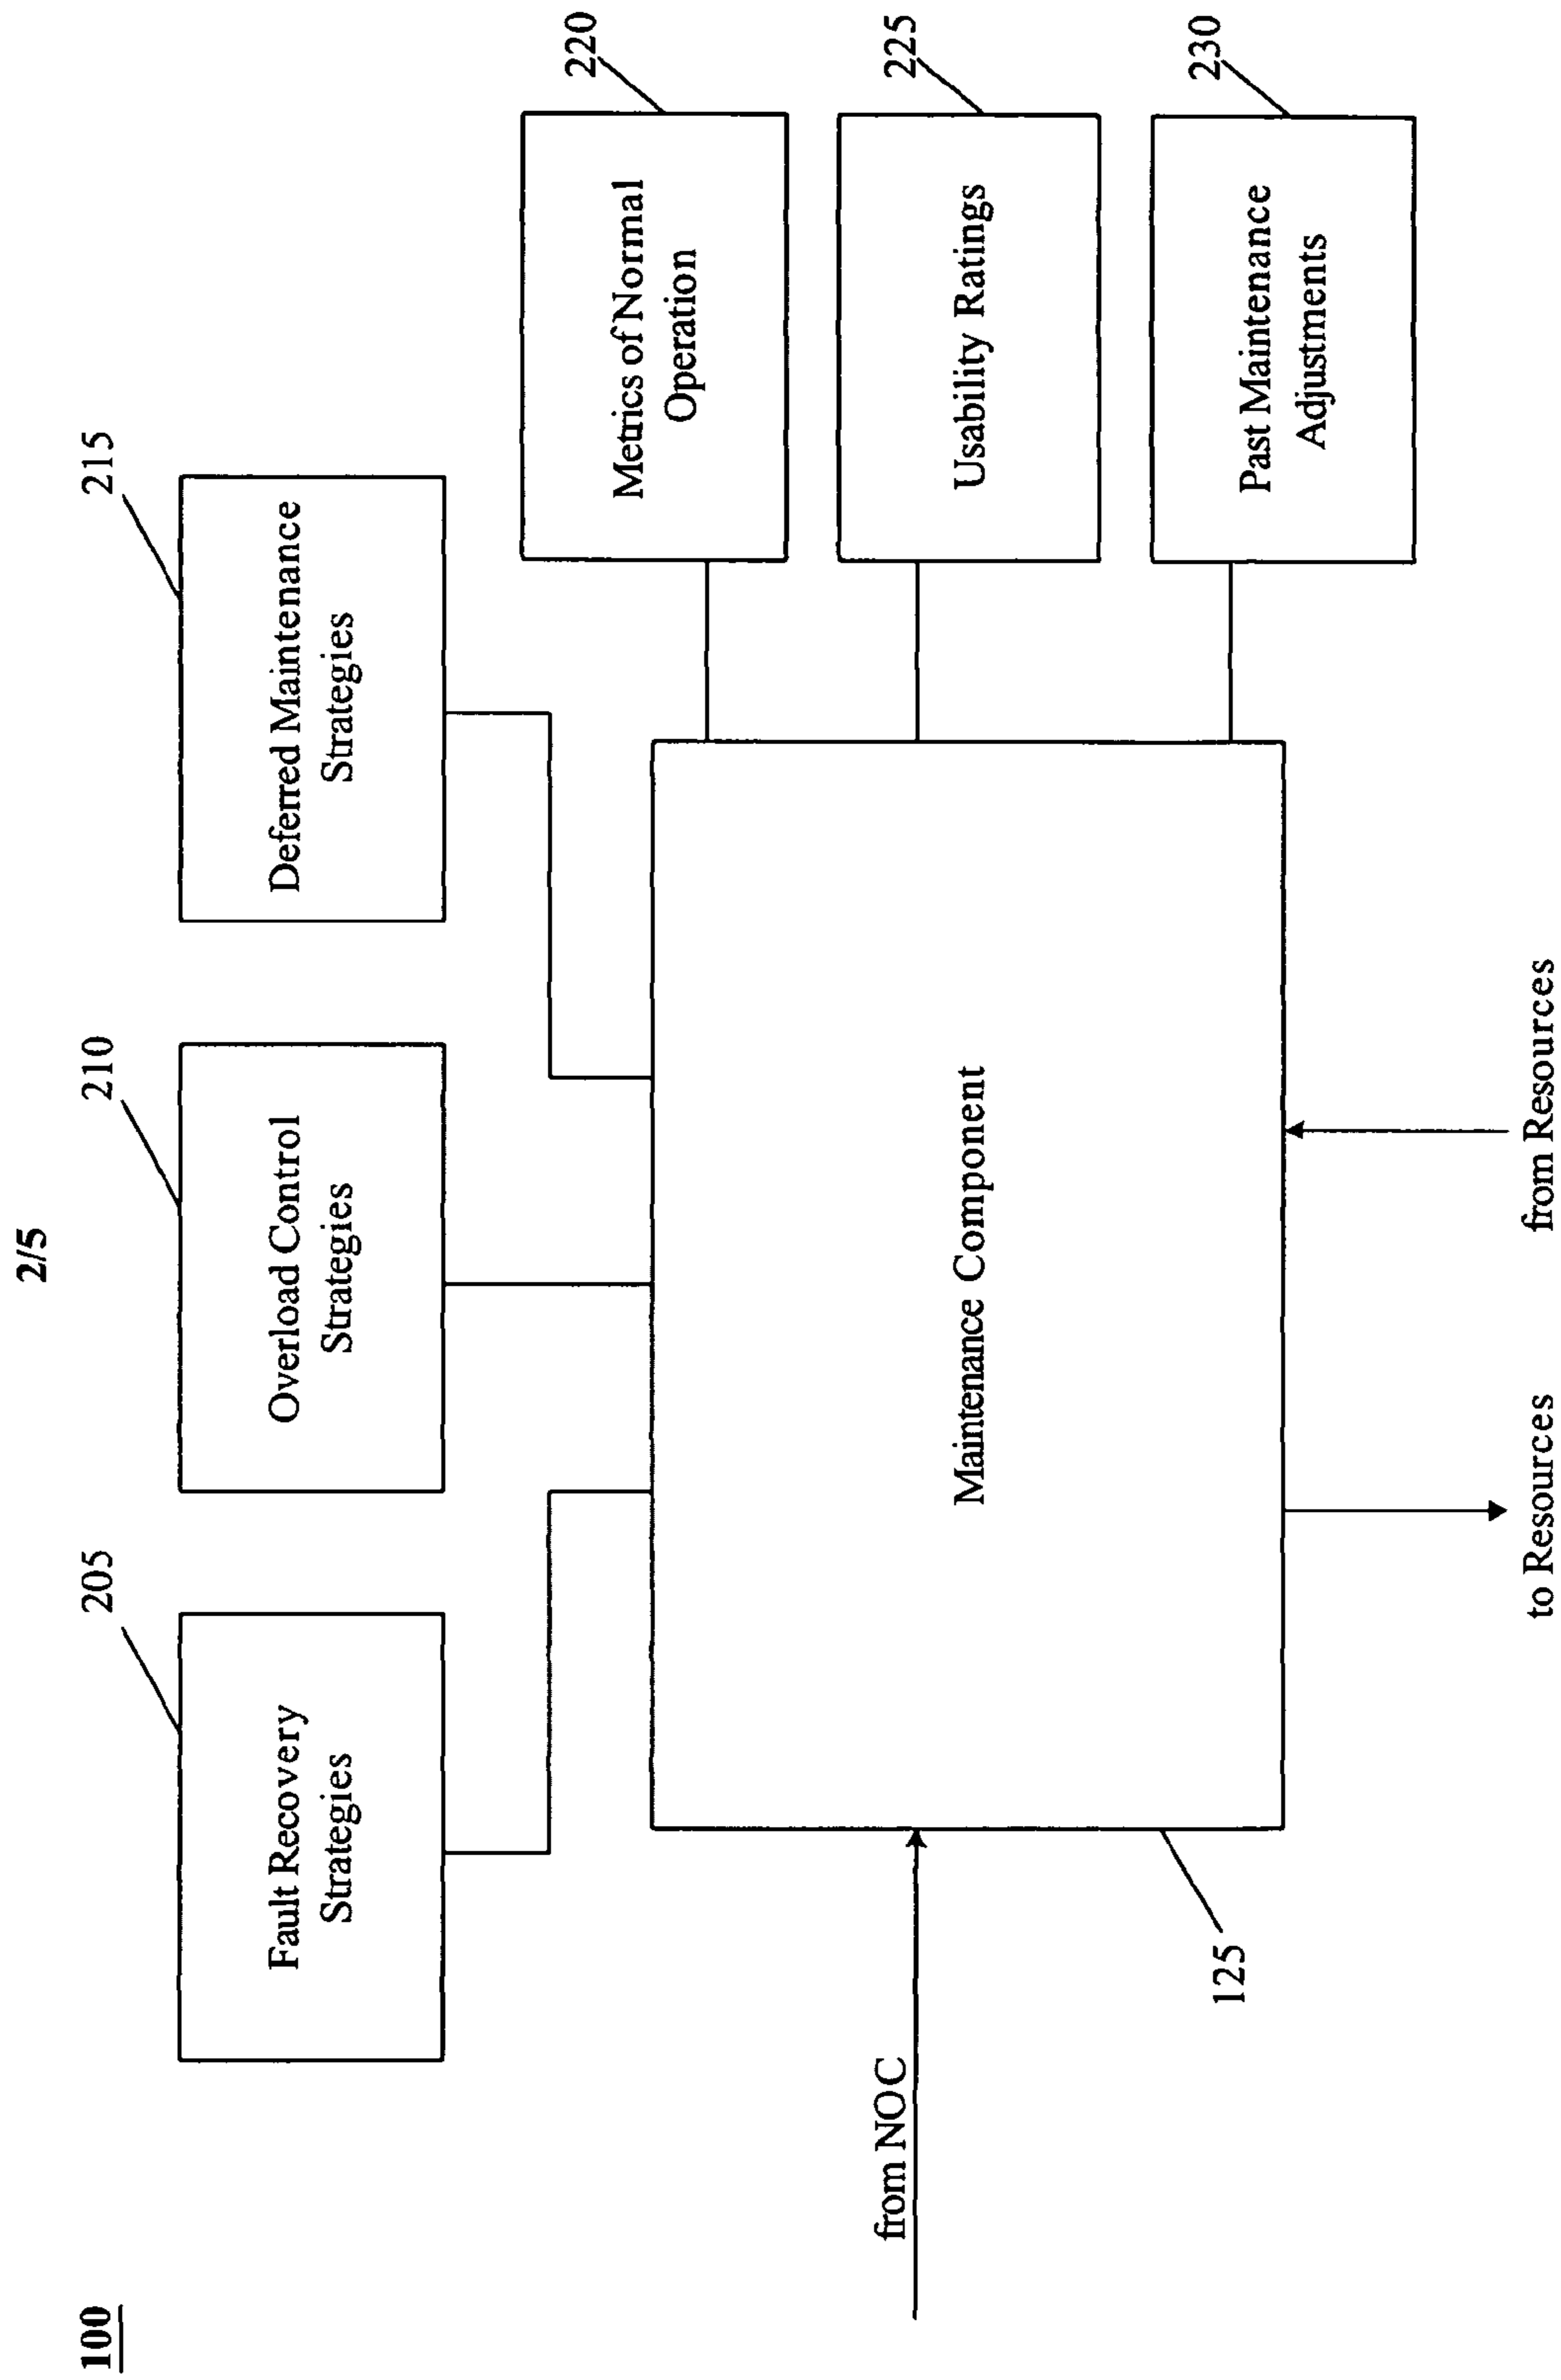 2/5
100
205
210
215
Fault Recovery
Strategies
Overload Control
Strategies
Deferred Maintenance
Strategies
220
Metrics of Normal
Operation
225
Usability Ratings
230
Past Maintenance
Adjustments
from NOC
Maintenance Component
125
to Resources
from Resources